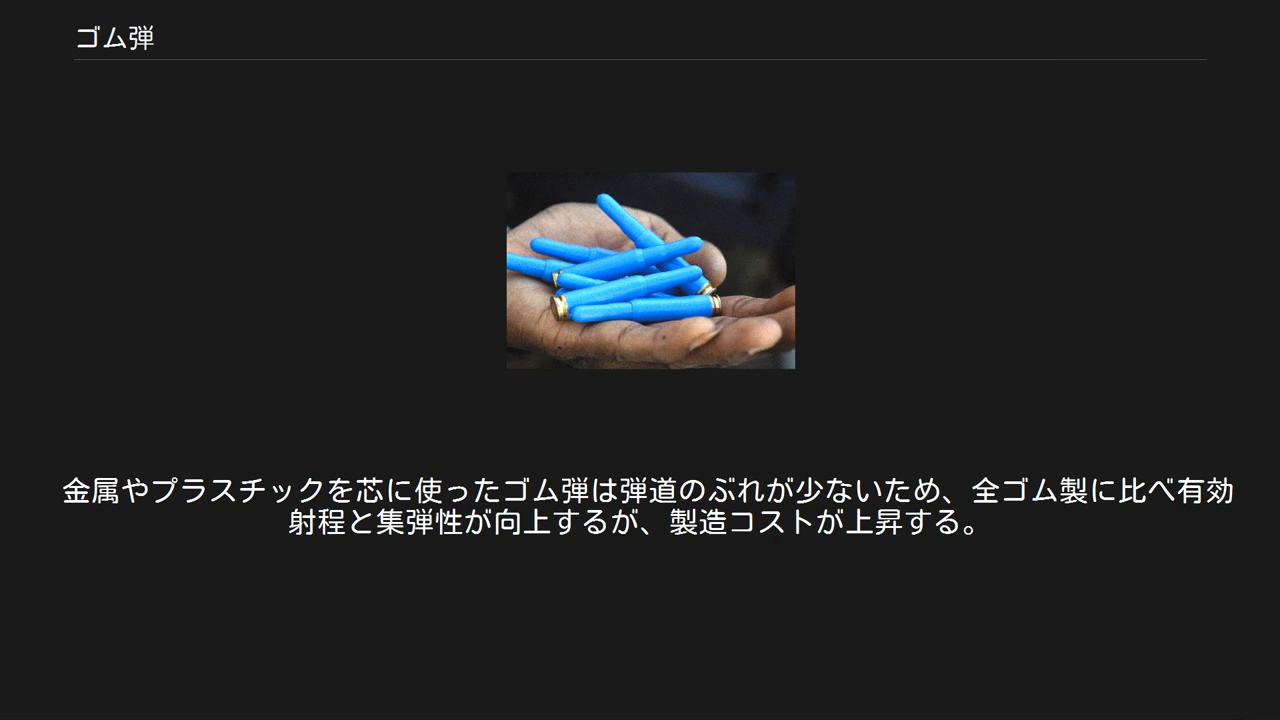 ゴム弾
金属やプラスチックを芯に使ったゴム弾は弾道のぶれが少ないため、全ゴム製に比べ有効
射程と集弾性が向上するが、製造コストが上昇する。